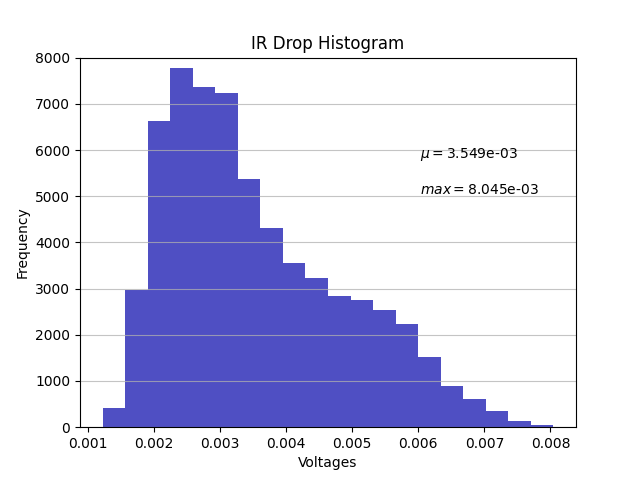 IR Drop Histogram
8000
7000
6000
5000
4000
3000
2000
1000
0
Frequency
μ = 3.549e-03
max = 8.045e-03
0.001 0.002 0.003 0.004 0.005 0.006 0.007 0.008
Voltages